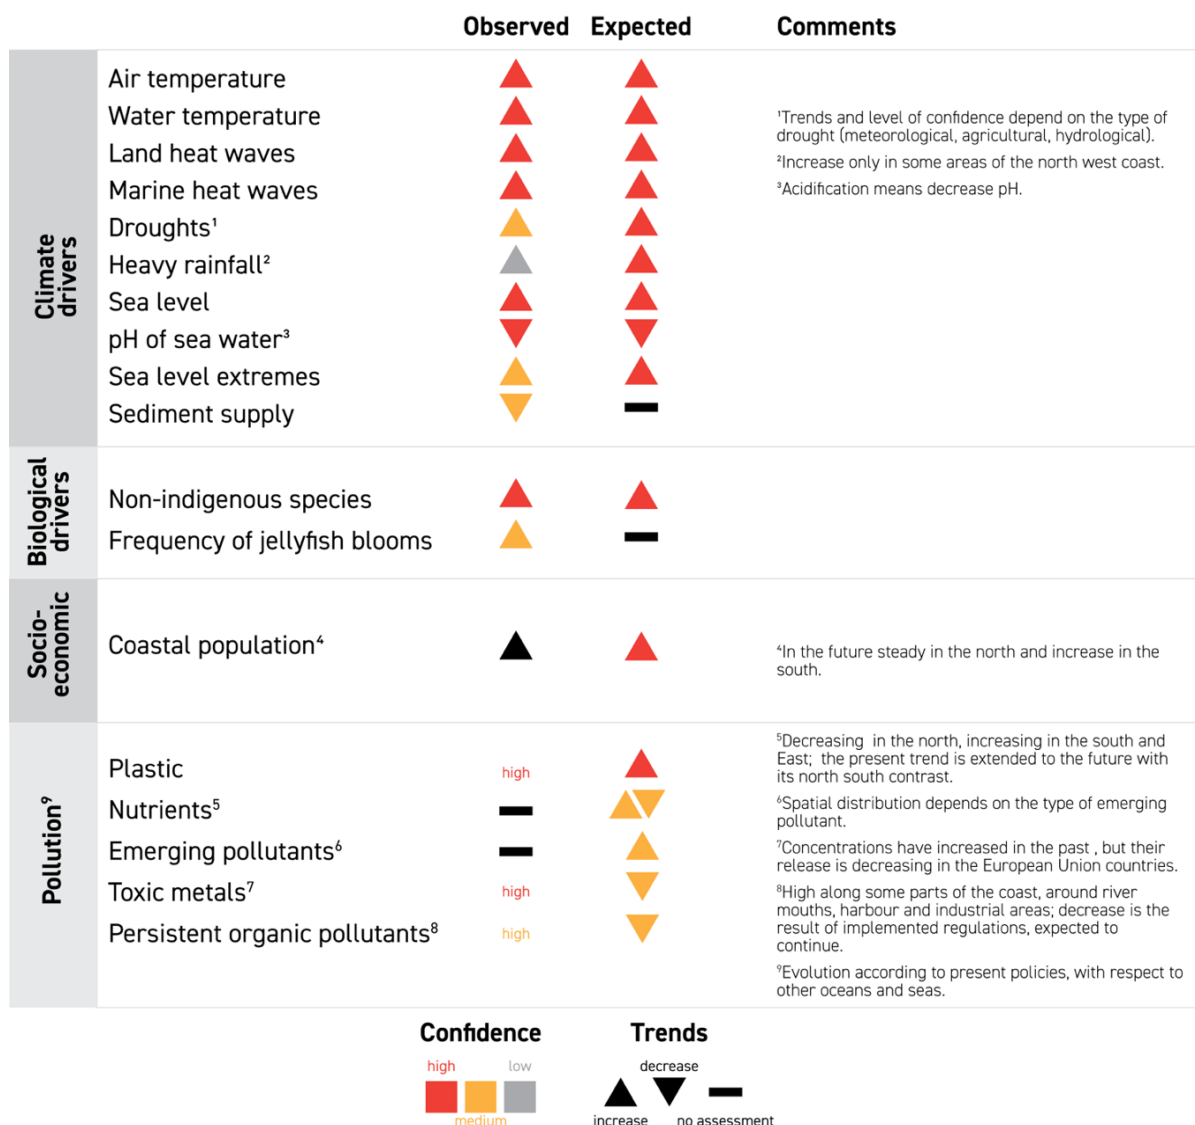 Observed Expected Comments
Climate
drivers
Air temperature
Water temperature
Land heat waves
Marine heat waves
Droughts¹
Heavy rainfall²
Sea level
pH of sea water³
Sea level extremes
Sediment supply
¹Trends and level of confidence depend on the type of
drought (meteorological, agricultural, hydrological).
²Increase only in some areas of the north west coast.
³Acidification means decrease pH.
Biological
drivers
Non-indigenous species
Frequency of jellyfish blooms
Socio-
economic
Coastal population⁴
⁴In the future steady in the north and increase in the
south.
Pollution⁹
Plastic high
Nutrients⁵
Emerging pollutants⁶
Toxic metals⁷ high
Persistent organic pollutants⁸ high
⁵Decreasing in the north, increasing in the south and
East; the present trend is extended to the future with
its north south contrast.
⁶Spatial distribution depends on the type of emerging
pollutant.
⁷Concentrations have increased in the past , but their
release is decreasing in the European Union countries.
⁸High along some parts of the coast, around river
mouths, harbour and industrial areas; decrease is the
result of implemented regulations, expected to
continue.
⁹Evolution according to present policies, with respect to
other oceans and seas.
Confidence
high low
medium
Trends
decrease
increase no assessment